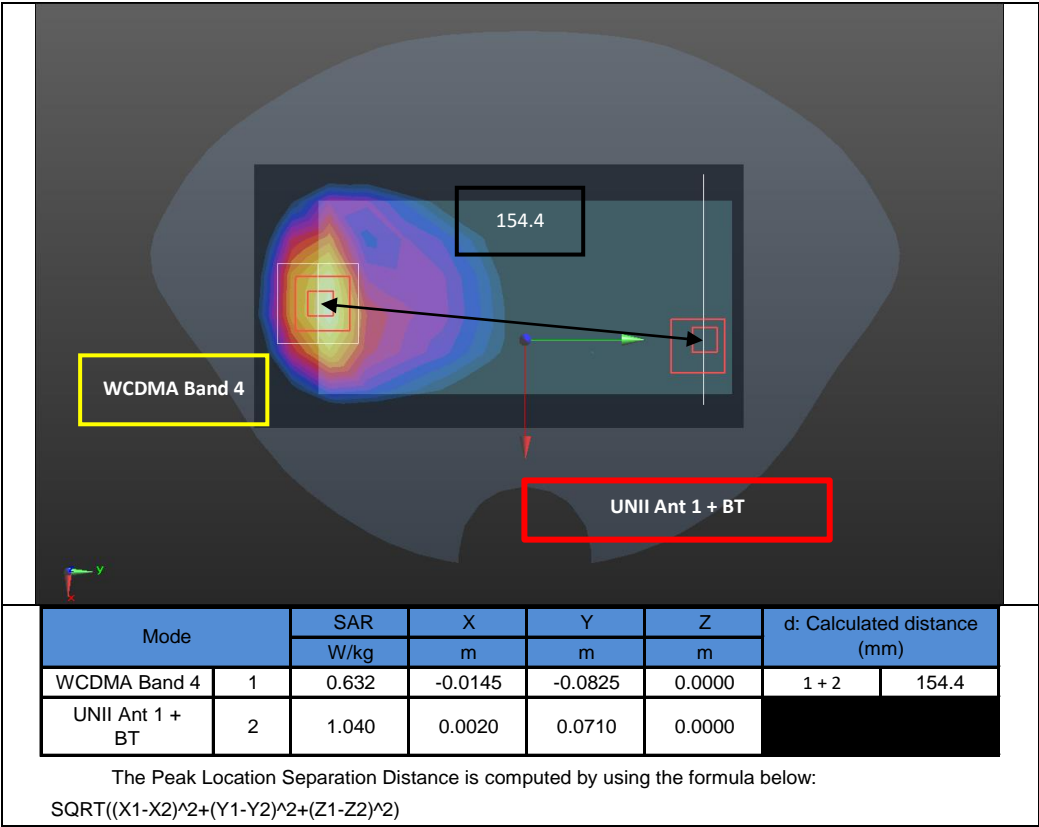 154.4
WCDMA Band 4
UNII Ant 1 + BT
Y
X
Mode SAR X Y Z d: Calculated distance (mm)
W/kg m m m
WCDMA Band 4 1 0.632 -0.0145 -0.0825 0.0000 1 + 2 154.4
UNII Ant 1 + BT 2 1.040 0.0020 0.0710 0.0000
The Peak Location Separation Distance is computed by using the formula below:
SQRT((X1-X2)^2+(Y1-Y2)^2+(Z1-Z2)^2)